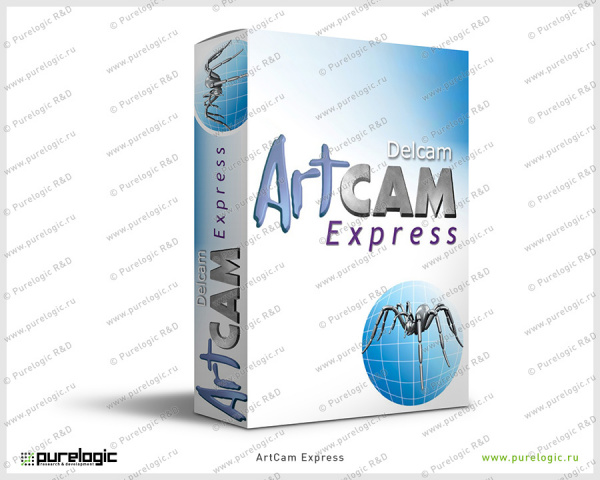 Delcam
ArtCAM
Express
Delcam
ArtCAM
Express
© Purelogic R&D
www.purelogic.ru
purelogic
research & development
ArtCam Express
www.purelogic.ru